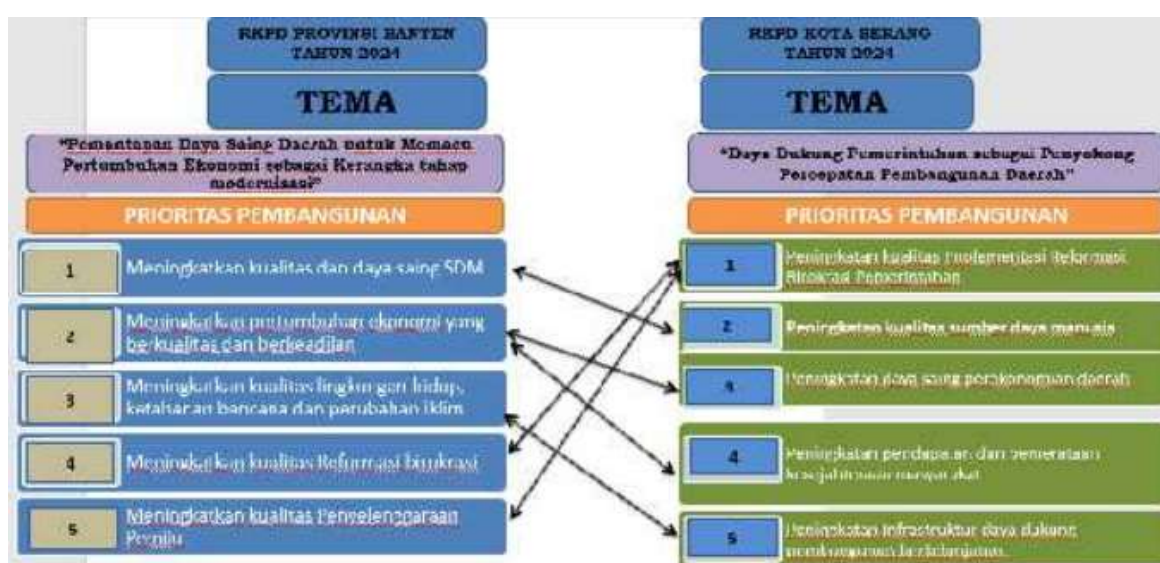 RKPD PROVINSI BANTEN
TAHUN 2024
TEMA
"Pemantapan Daya Saing Daerah untuk Memacu
Pertumbuhan Ekonomi sebagai Kerangka tahap
modernisasi"
PRIORITAS PEMBANGUNAN
1 Meningkatkan kualitas dan daya saing SDM
2 Meningkatkan pertumbuhan ekonomi yang
berkualitas dan berkeadilan
3 Meningkatkan kualitas lingkungan hidup,
ketahanan bencana dan perubahan iklim
4 Meningkatkan kualitas Reformasi birokrasi
5 Meningkatkan kualitas Penyelenggaraan
Pemilu
RKPD KOTA SERANG
TAHUN 2024
TEMA
"Daya Dukung Pemerintahan sebagai Penyokong
Percepatan Pembangunan Daerah"
PRIORITAS PEMBANGUNAN
Peningkatan kualitas Implementasi Reformasi
Birokrasi Pemerintahan
2 Peningkatan kualitas sumber daya manusia
Peningkatan daya saing perekonomian daerah
4 Peningkatan pendapatan dan pemerataan
kesejahteraan masyarakat
5 Peningkatan infrastruktur daya dukung
pembangunan berkelanjutan